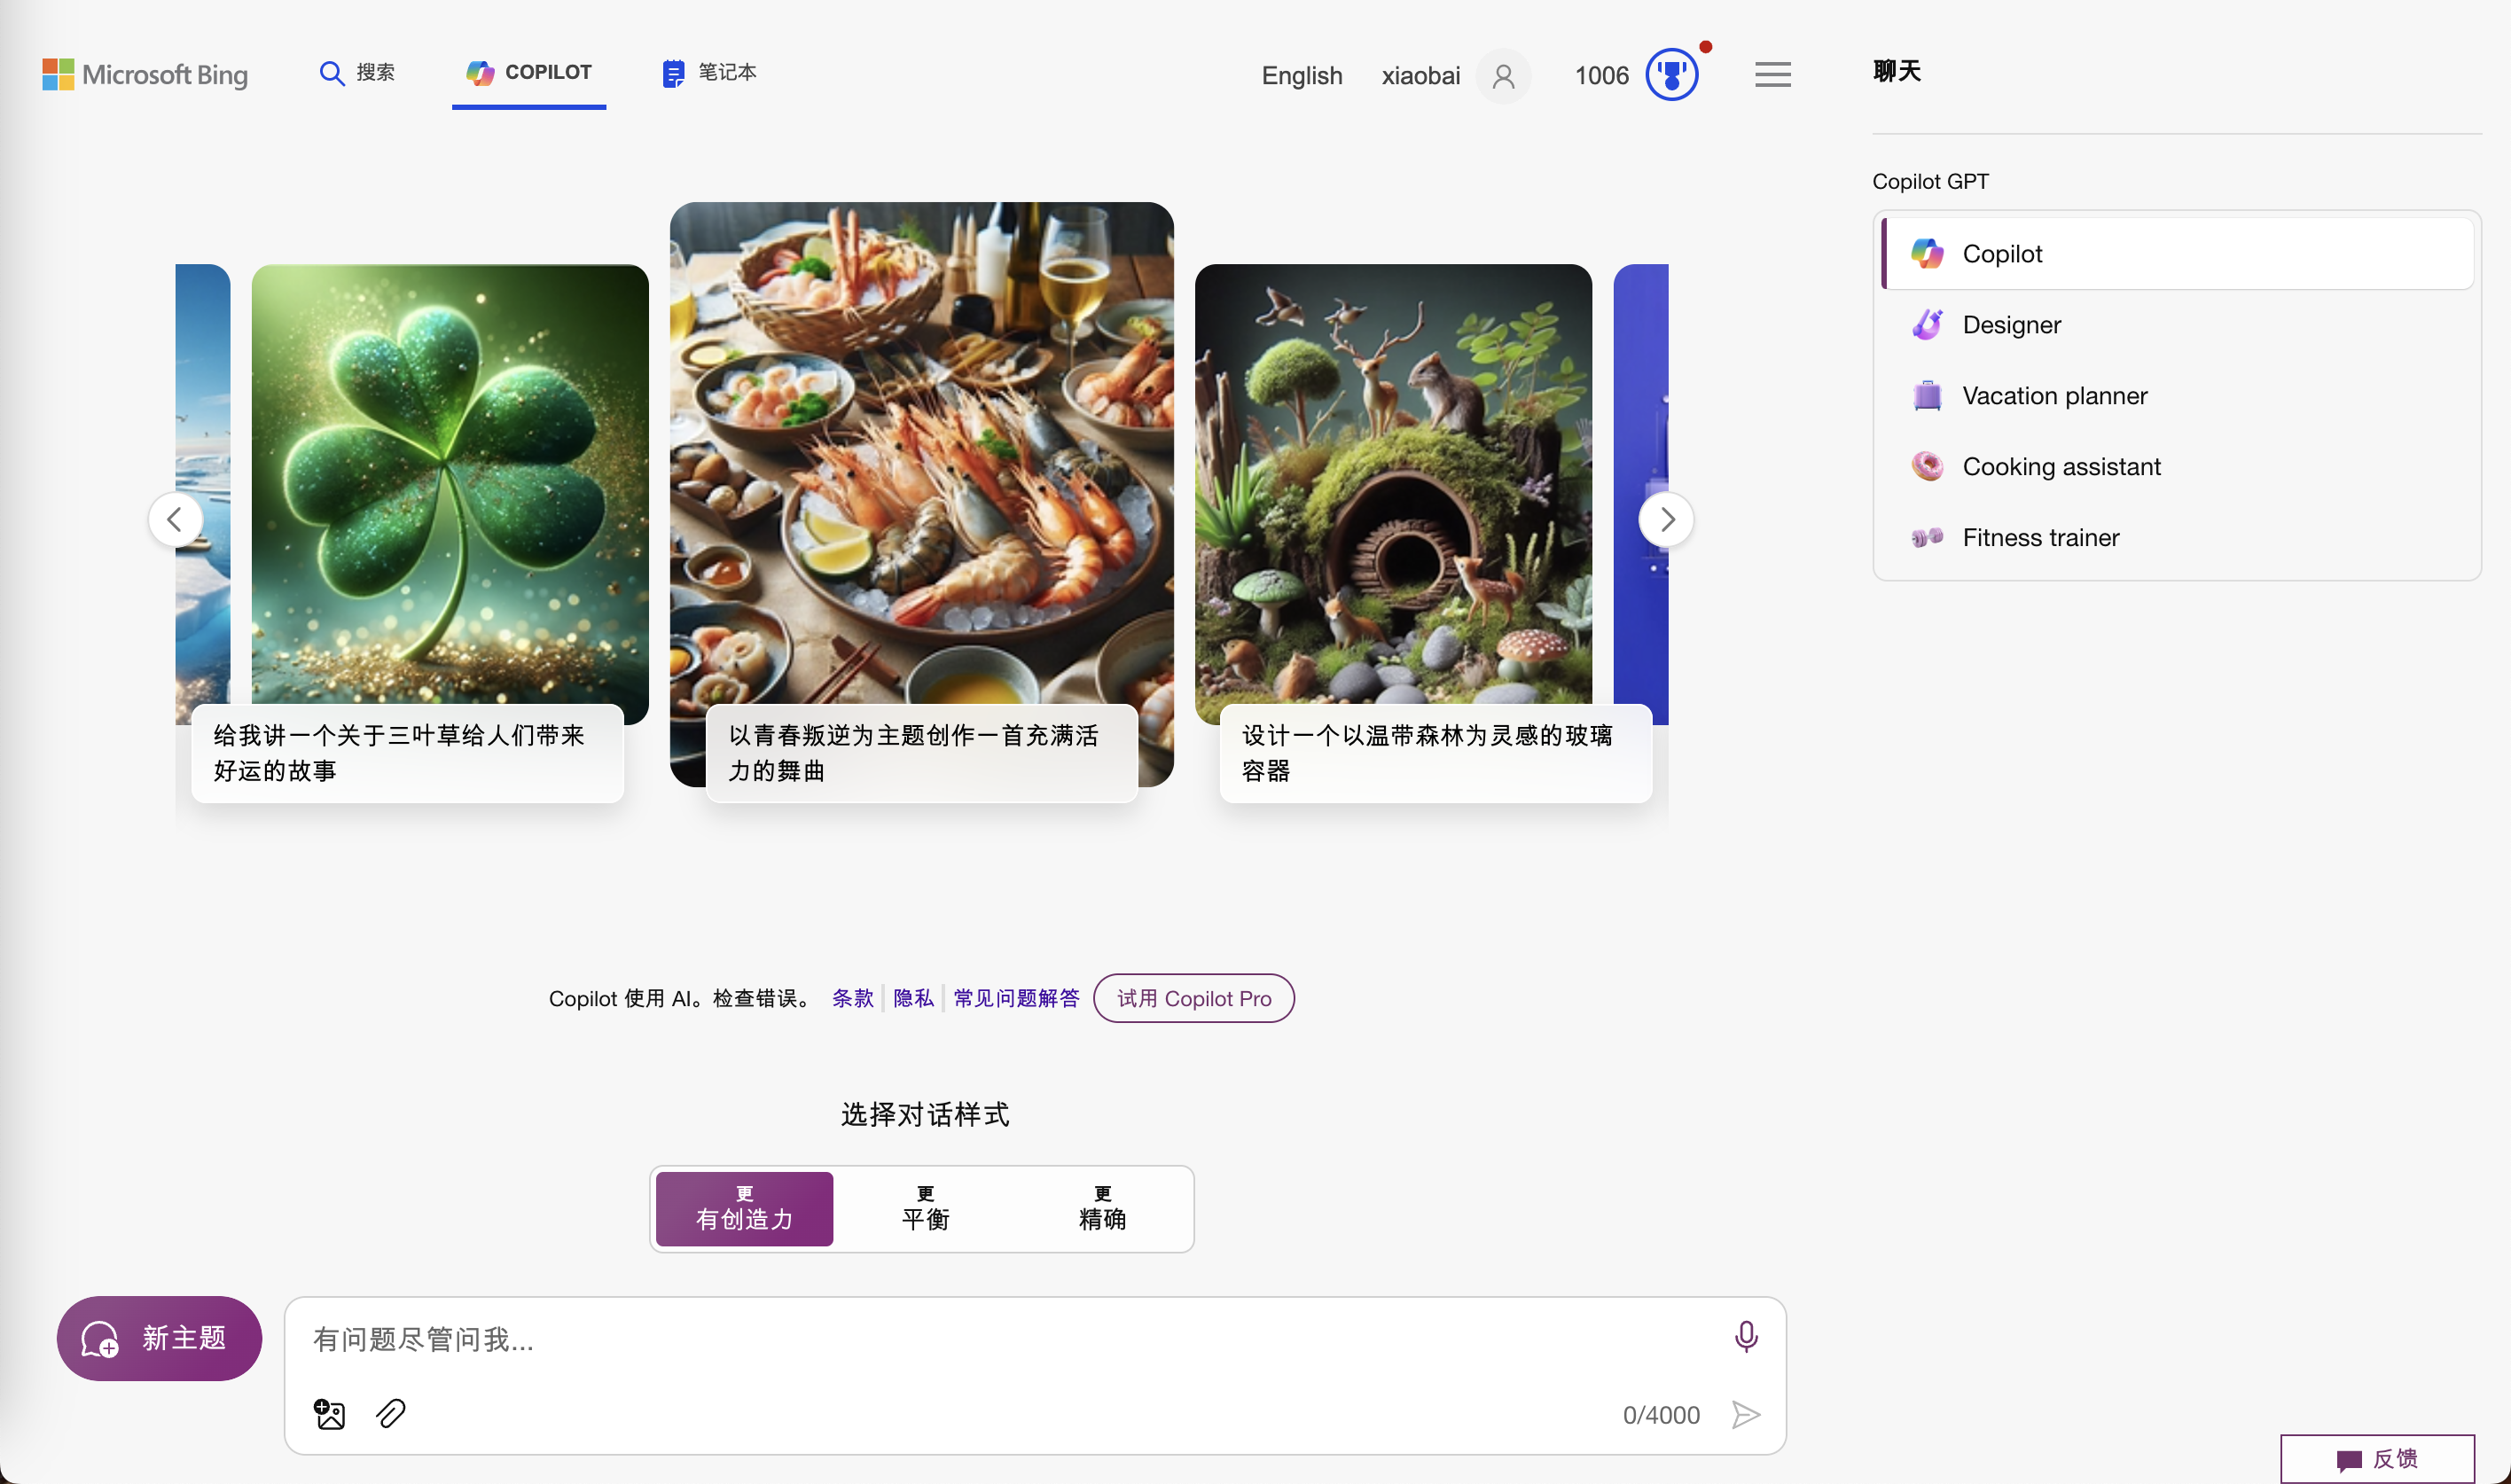 Microsoft Bing
搜索
COPILOT
笔记本
English
xiaobai
1006
聊天
Copilot GPT
Copilot
Designer
Vacation planner
Cooking assistant
Fitness trainer
给我讲一个关于三叶草给人们带来
好运的故事
以青春叛逆为主题创作一首充满活
力的舞曲
设计一个以温带森林为灵感的玻璃
容器
Copilot 使用 AI。检查错误。 条款 隐私 常见问题解答 试用 Copilot Pro
选择对话样式
更
有创造力
更
平衡
更
精确
新主题
有问题尽管问我...
0/4000
反馈